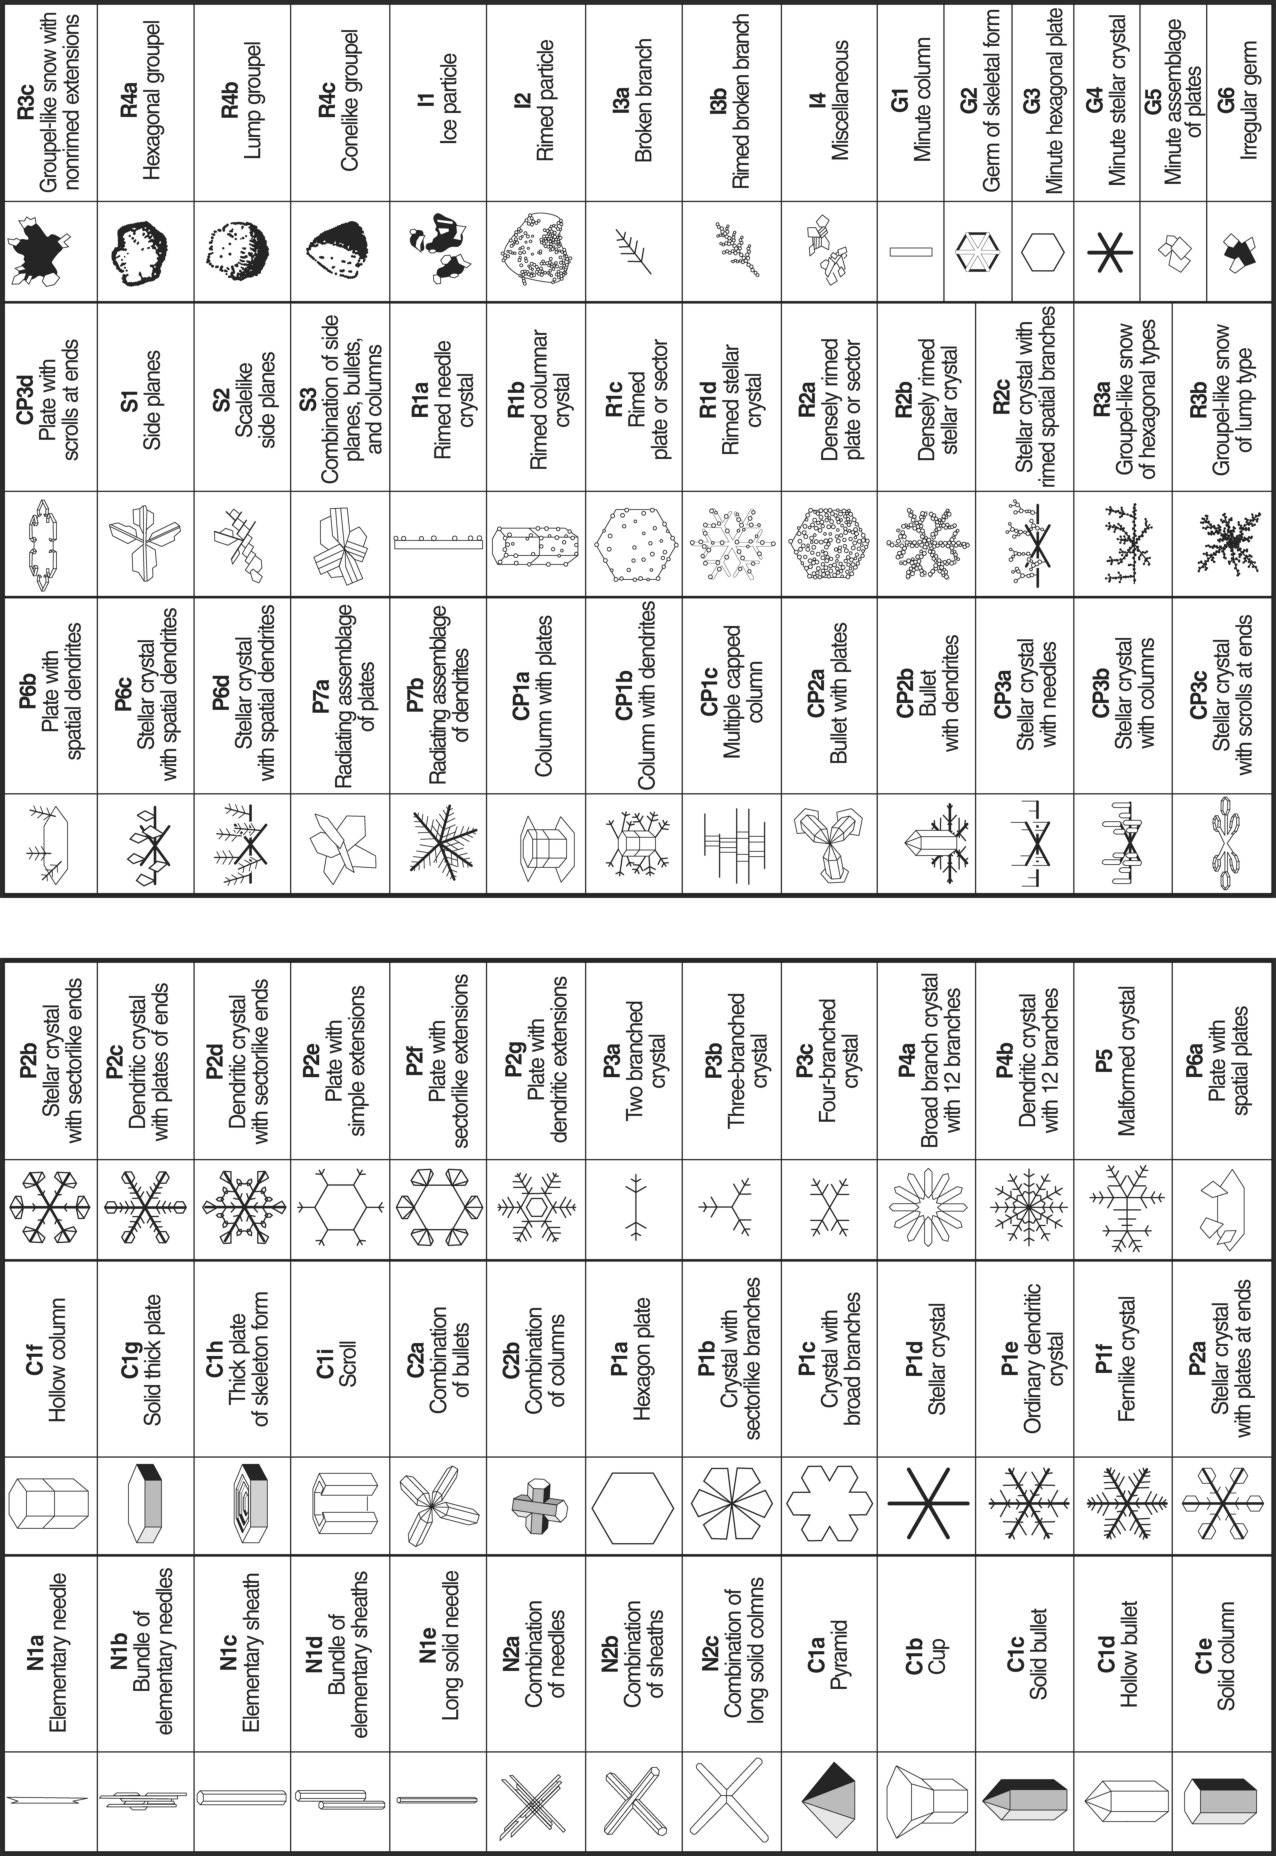 N1a
Elementary needle
N1b
Bundle of
elementary needles
N1c
Elementary sheath
N1d
Bundle of
elementary sheaths
N1e
Long solid needle
N2a
Combination
of needles
N2b
Combination
of sheaths
N2c
Combination of
long solid colmns
C1a
Pyramid
C1b
Cup
C1c
Solid bullet
C1d
Hollow bullet
C1e
Solid column
C1f
Hollow column
C1g
Solid thick plate
C1h
Thick plate
of skeleton form
C1i
Scroll
C2a
Combination
of bullets
C2b
Combination
of columns
P1a
Hexagon plate
P1b
Crystal with
sectorlike branches
P1c
Crystal with
broad branches
P1d
Stellar crystal
P1e
Ordinary dendritic
crystal
P1f
Fernlike crystal
P2a
Stellar crystal
with plates at ends
P2b
Stellar crystal
with sectorlike ends
P2c
Dendritic crystal
with plates of ends
P2d
Dendritic crystal
with sectorlike ends
P2e
Plate with
simple extensions
P2f
Plate with
sectorlike extensions
P2g
Plate with
dendritic extensions
P3a
Two branched
crystal
P3b
Three-branched
crystal
P3c
Four-branched
crystal
P4a
Broad branch crystal
with 12 branches
P4b
Dendritic crystal
with 12 branches
P5
Malformed crystal
P6a
Plate with
spatial plates
P6b
Plate with
spatial dendrites
P6c
Stellar crystal
with spatial dendrites
P6d
Stellar crystal
with spatial dendrites
P7a
Radiating assemblage
of plates
P7b
Radiating assemblage
of dendrites
CP1a
Column with plates
CP1b
Column with dendrites
CP1c
Multiple capped
column
CP2a
Bullet with plates
CP2b
Bullet
with dendrites
CP3a
Stellar crystal
with needles
CP3b
Stellar crystal
with columns
CP3c
Stellar crystal
with scrolls at ends
CP3d
Plate with
scrolls at ends
S1
Side planes
S2
Scalelike
side planes
S3
Combination of side
planes, bullets,
and columns
R1a
Rimed needle
crystal
R1b
Rimed columnar
crystal
R1c
Rimed
plate or sector
R1d
Rimed stellar
crystal
R2a
Densely rimed
plate or sector
R2b
Densely rimed
stellar crystal
R2c
Stellar crystal with
rimed spatial branches
R3a
Groupel-like snow
of hexagonal types
R3b
Groupel-like snow
of lump type
R3c
Groupel-like snow with
nonrimed extensions
R4a
Hexagonal groupel
R4b
Lump groupel
R4c
Conelike groupel
I1
Ice particle
I2
Rimed particle
I3a
Broken branch
I3b
Rimed broken branch
I4
Miscellaneous
G1
Minute column
G2
Germ of skeletal form
G3
Minute hexagonal plate
G4
Minute stellar crystal
G5
Minute assemblage
of plates
G6
Irregular germ